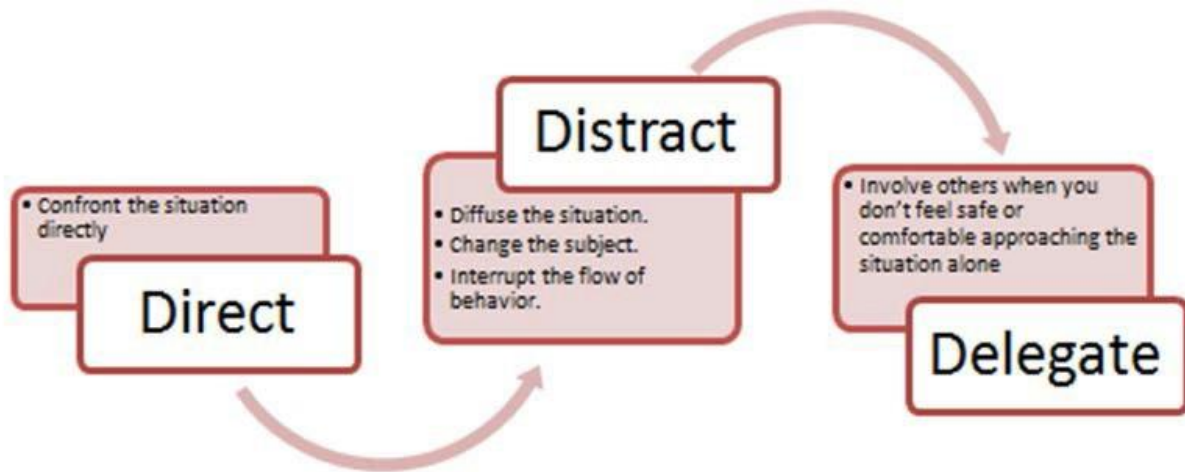 • Confront the situation
directly
Direct
Distract
• Diffuse the situation.
• Change the subject.
• Interrupt the flow of
behavior.
• Involve others when you
don't feel safe or
comfortable approaching the
situation alone
Delegate